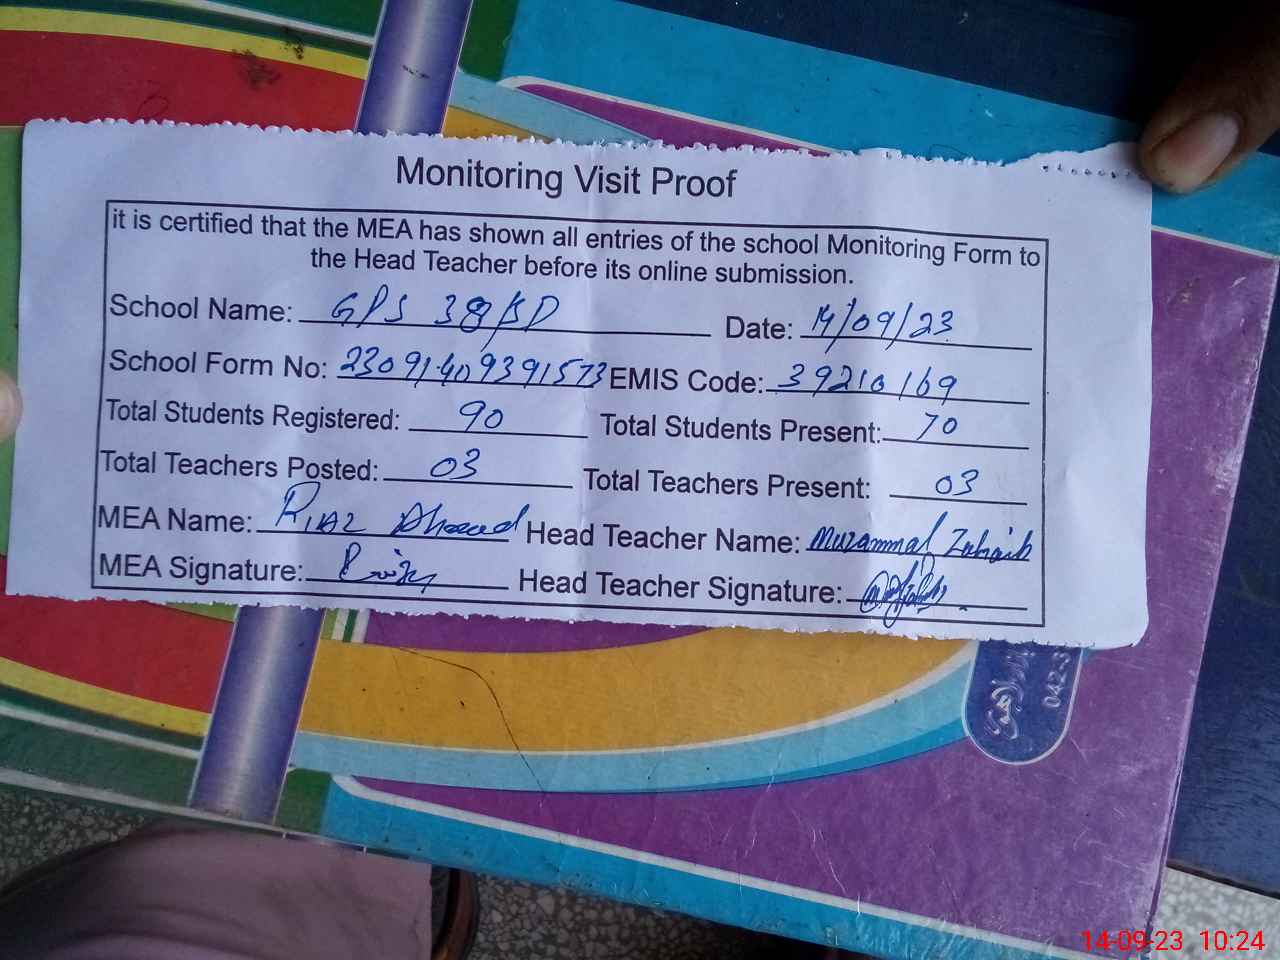 Monitoring Visit Proof
it is certified that the MEA has shown all entries of the school Monitoring Form to
the Head Teacher before its online submission.
School Name: GPS 38/SD Date: 14/09/23
School Form No: 23091409391573 EMIS Code: 39210169
Total Students Registered: 90 Total Students Present: 70
Total Teachers Posted: 03 Total Teachers Present: 03
MEA Name: Riaz Head Teacher Name: Muzammal Zuhaib
MEA Signature: Head Teacher Signature:
14-09-23 10:24